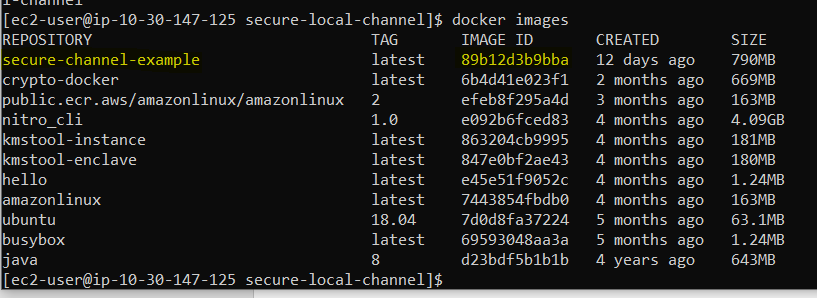 l-channel
[ec2-user@ip-10-30-147-125 secure-local-channel]$ docker images
REPOSITORY TAG IMAGE ID CREATED SIZE
secure-channel-example latest 89b12d3b9bba 12 days ago 790MB
crypto-docker latest 6b4d41e023f1 2 months ago 669MB
public.ecr.aws/amazonlinux/amazonlinux 2 efeb8f295a4d 3 months ago 163MB
nitro_cli 1.0 e092b6fced83 4 months ago 4.09GB
kmstool-instance latest 863204cb9995 4 months ago 181MB
kmstool-enclave latest 847e0bf2ae43 4 months ago 180MB
hello latest e45e51f9052c 4 months ago 1.24MB
amazonlinux latest 7443854fbdb0 4 months ago 163MB
ubuntu 18.04 7d0d8fa37224 5 months ago 63.1MB
busybox latest 69593048aa3a 5 months ago 1.24MB
java 8 d23bdf5b1b1b 4 years ago 643MB
[ec2-user@ip-10-30-147-125 secure-local-channel]$